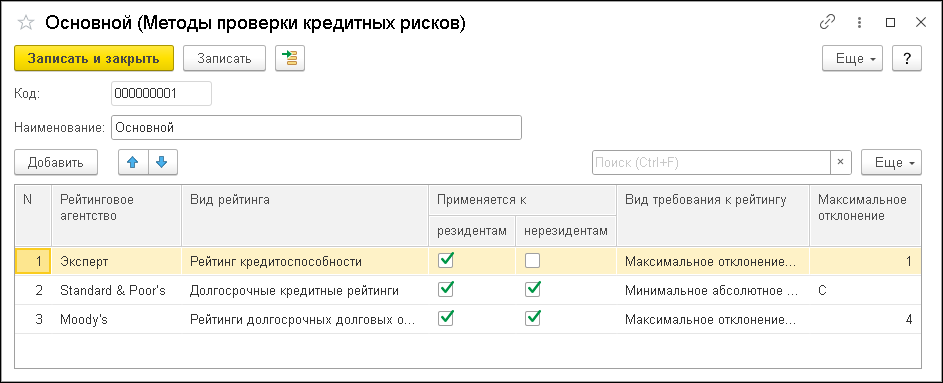 Основной (Методы проверки кредитных рисков)
Записать и закрыть Записать Еще ?
Код: 000000001
Наименование: Основной
Добавить Поиск (Ctrl+F) × Еще
N Рейтинговое агентство Вид рейтинга Применяется к Вид требования к рейтингу Максимальное отклонение
резидентам нерезидентам
1 Эксперт Рейтинг кредитоспособности Максимальное отклонение... 1
2 Standard & Poor's Долгосрочные кредитные рейтинги Минимальное абсолютное ... C
3 Moody's Рейтинги долгосрочных долговых о... Максимальное отклонение... 4